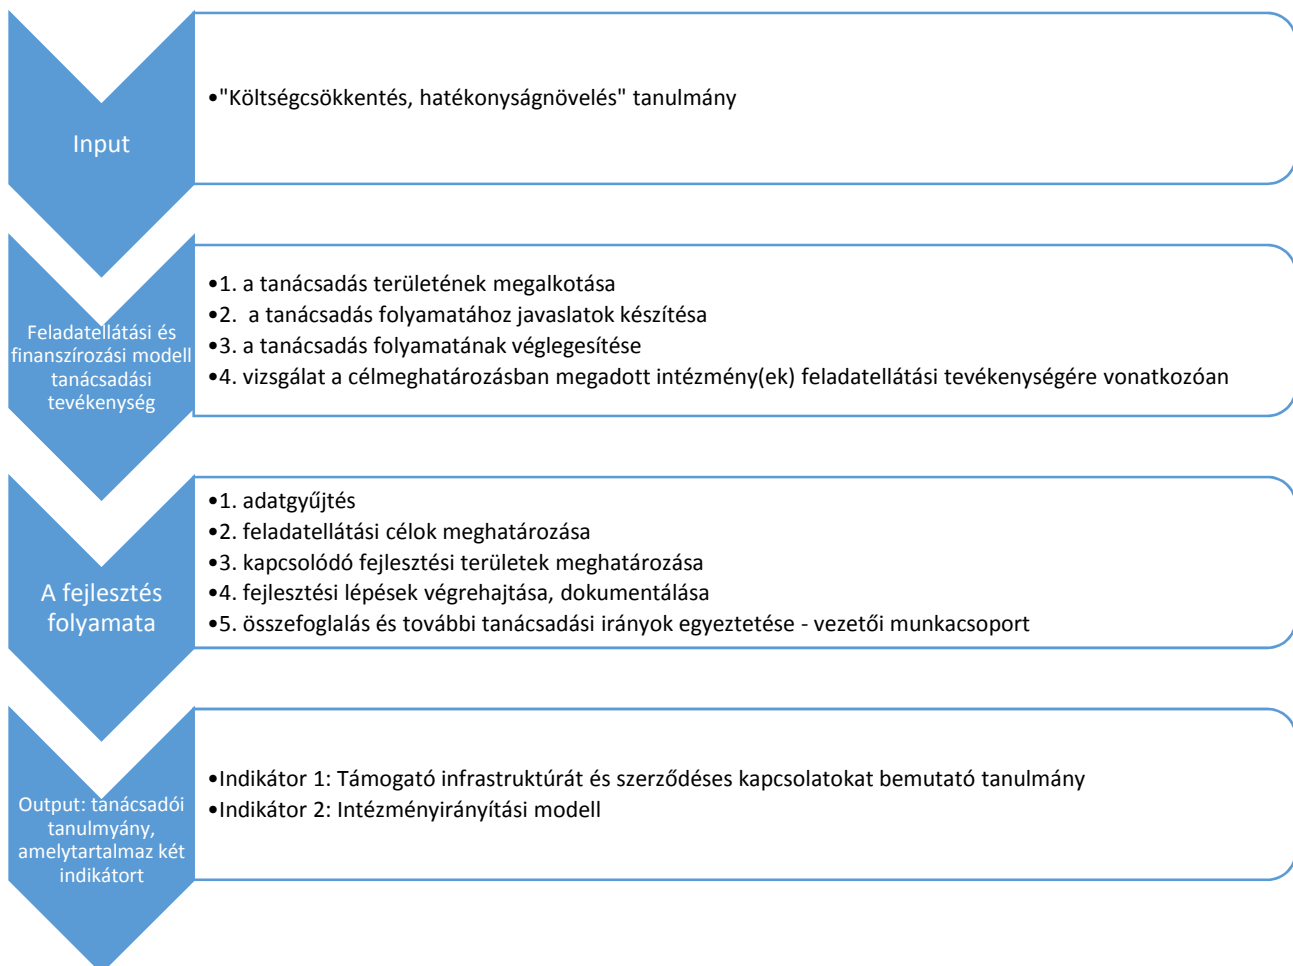 Input
•"Költségcsökkentés, hatékonyságnövelés" tanulmány
Feladatellátási és
finanszírozási modell
tanácsadási
tevékenység
•1. a tanácsadás területének megalkotása
•2.  a tanácsadás folyamatához javaslatok készítésa
•3. a tanácsadás folyamatának véglegesítése
•4. vizsgálat a célmeghatározásban megadott intézmény(ek) feladatellátási tevékenységére vonatkozóan
A fejlesztés
folyamata
•1. adatgyűjtés
•2. feladatellátási célok meghatározása
•3. kapcsolódó fejlesztési területek meghatározása
•4. fejlesztési lépések végrehajtása, dokumentálása
•5. összefoglalás és további tanácsadási irányok egyeztetése - vezetői munkacsoport
Output: tanácsadói
tanulmyány,
amelytartalmaz két
indikátort
•Indikátor 1: Támogató infrastruktúrát és szerződéses kapcsolatokat bemutató tanulmány
•Indikátor 2: Intézményirányítási modell